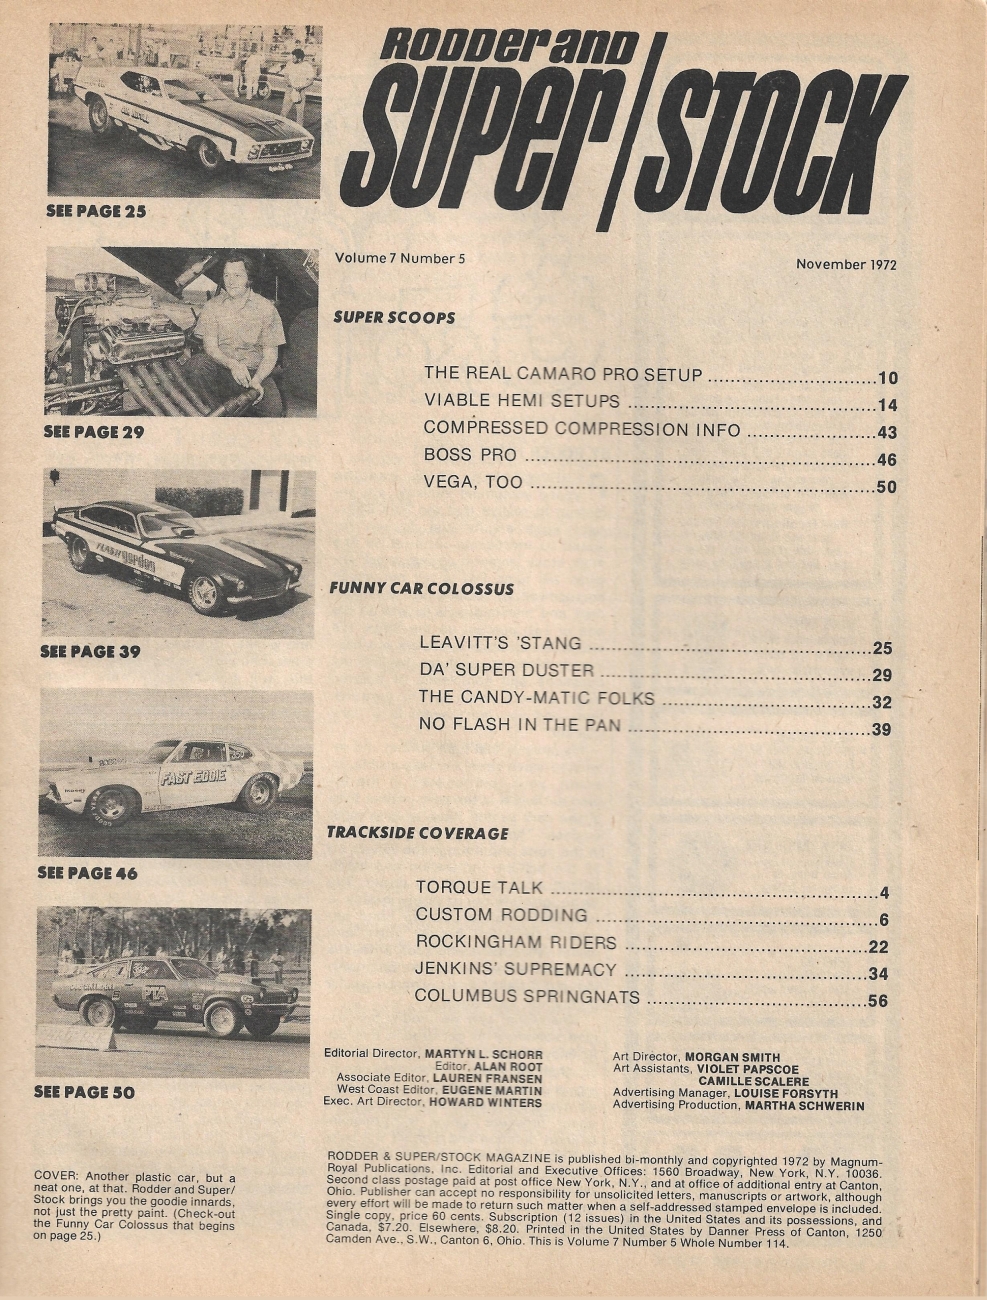 RODDER and
SUPER/STOCK
SEE PAGE 25
Volume 7 Number 5
November 1972
SUPER SCOOPS
THE REAL CAMARO PRO SETUP ............................10
VIABLE HEMI SETUPS ............................14
COMPRESSED COMPRESSION INFO ............................43
BOSS PRO ............................46
VEGA, TOO ............................50
SEE PAGE 29
FUNNY CAR COLOSSUS
LEAVITT'S 'STANG ............................25
DA' SUPER DUSTER ............................29
THE CANDY-MATIC FOLKS ............................32
NO FLASH IN THE PAN ............................39
FLASH gordon
SEE PAGE 39
TRACKSIDE COVERAGE
TORQUE TALK ............................4
CUSTOM RODDING ............................6
ROCKINGHAM RIDERS ............................22
JENKINS' SUPREMACY ............................34
COLUMBUS SPRINGNATS ............................56
FAST EDDIE
SEE PAGE 46
SEE PAGE 50
Editorial Director, MARTYN L. SCHORR
Editor, ALAN ROOT
Associate Editor, LAUREN FRANSEN
West Coast Editor, EUGENE MARTIN
Exec. Art Director, HOWARD WINTERS
Art Director, MORGAN SMITH
Art Assistants, VIOLET PAPSCOE
CAMILLE SCALERE
Advertising Manager, LOUISE FORSYTH
Advertising Production, MARTHA SCHWERIN
COVER: Another plastic car, but a
neat one, at that. Rodder and Super/
Stock brings you the goodie innards,
not just the pretty paint. (Check-out
the Funny Car Colossus that begins
on page 25.)
RODDER & SUPER/STOCK MAGAZINE is published bi-monthly and copyrighted 1972 by Magnum-
Royal Publications, Inc. Editorial and Executive Offices: 1560 Broadway, New York, N.Y. 10036.
Second class postage paid at post office New York, N.Y., and at office of additional entry at Canton,
Ohio. Publisher can accept no responsibility for unsolicited letters, manuscripts or artwork, although
every effort will be made to return such matter when a self-addressed stamped envelope is included.
Single copy, price 60 cents. Subscription (12 issues) in the United States and its possessions, and
Canada, $7.20. Elsewhere, $8.20. Printed in the United States by Danner Press of Canton, 1250
Camden Ave., S.W., Canton 6, Ohio. This is Volume 7 Number 5 Whole Number 114.